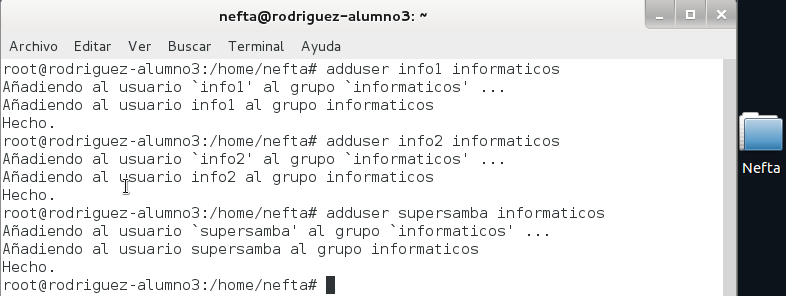 nefta@rodriguez-alumno3: ~
Archivo Editar Ver Buscar Terminal Ayuda
root@rodriguez-alumno3:/home/nefta# adduser info1 informaticos
Añadiendo al usuario `info1' al grupo `informaticos' ...
Añadiendo al usuario info1 al grupo informaticos
Hecho.
root@rodriguez-alumno3:/home/nefta# adduser info2 informaticos
Añadiendo al usuario `info2' al grupo `informaticos' ...
Añadiendo al usuario info2 al grupo informaticos
Hecho.
root@rodriguez-alumno3:/home/nefta# adduser supersamba informaticos
Añadiendo al usuario `supersamba' al grupo `informaticos' ...
Añadiendo al usuario supersamba al grupo informaticos
Hecho.
root@rodriguez-alumno3:/home/nefta#
Nefta